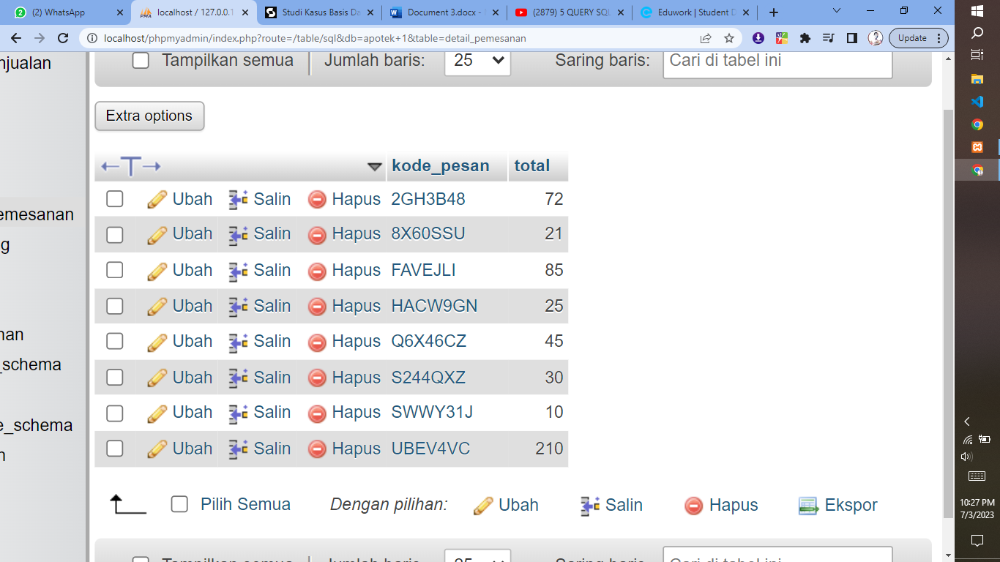 (2) WhatsApp
localhost / 127.0.0.1
Studi Kasus Basis Da
Document 3.docx -
(2879) 5 QUERY SQL
Eduwork | Student D
localhost/phpmyadmin/index.php?route=/table/sql&db=apotek+1&table=detail_pemesanan
Update
njualan
Tampilkan semua Jumlah baris: 25 Saring baris: Cari di tabel ini
Extra options
kode_pesan total
Ubah Salin Hapus 2GH3B48 72
emesanan
Ubah Salin Hapus 8X60SSU 21
g
Ubah Salin Hapus FAVEJLI 85
Ubah Salin Hapus HACW9GN 25
nan
Ubah Salin Hapus Q6X46CZ 45
_schema
Ubah Salin Hapus S244QXZ 30
Ubah Salin Hapus SWWY31J 10
e_schema
Ubah Salin Hapus UBEV4VC 210
n
Pilih Semua Dengan pilihan: Ubah Salin Hapus Ekspor
Tampilkan semua Jumlah baris: 25 Saring baris: Cari di tabel ini
10:27 PM
7/3/2023